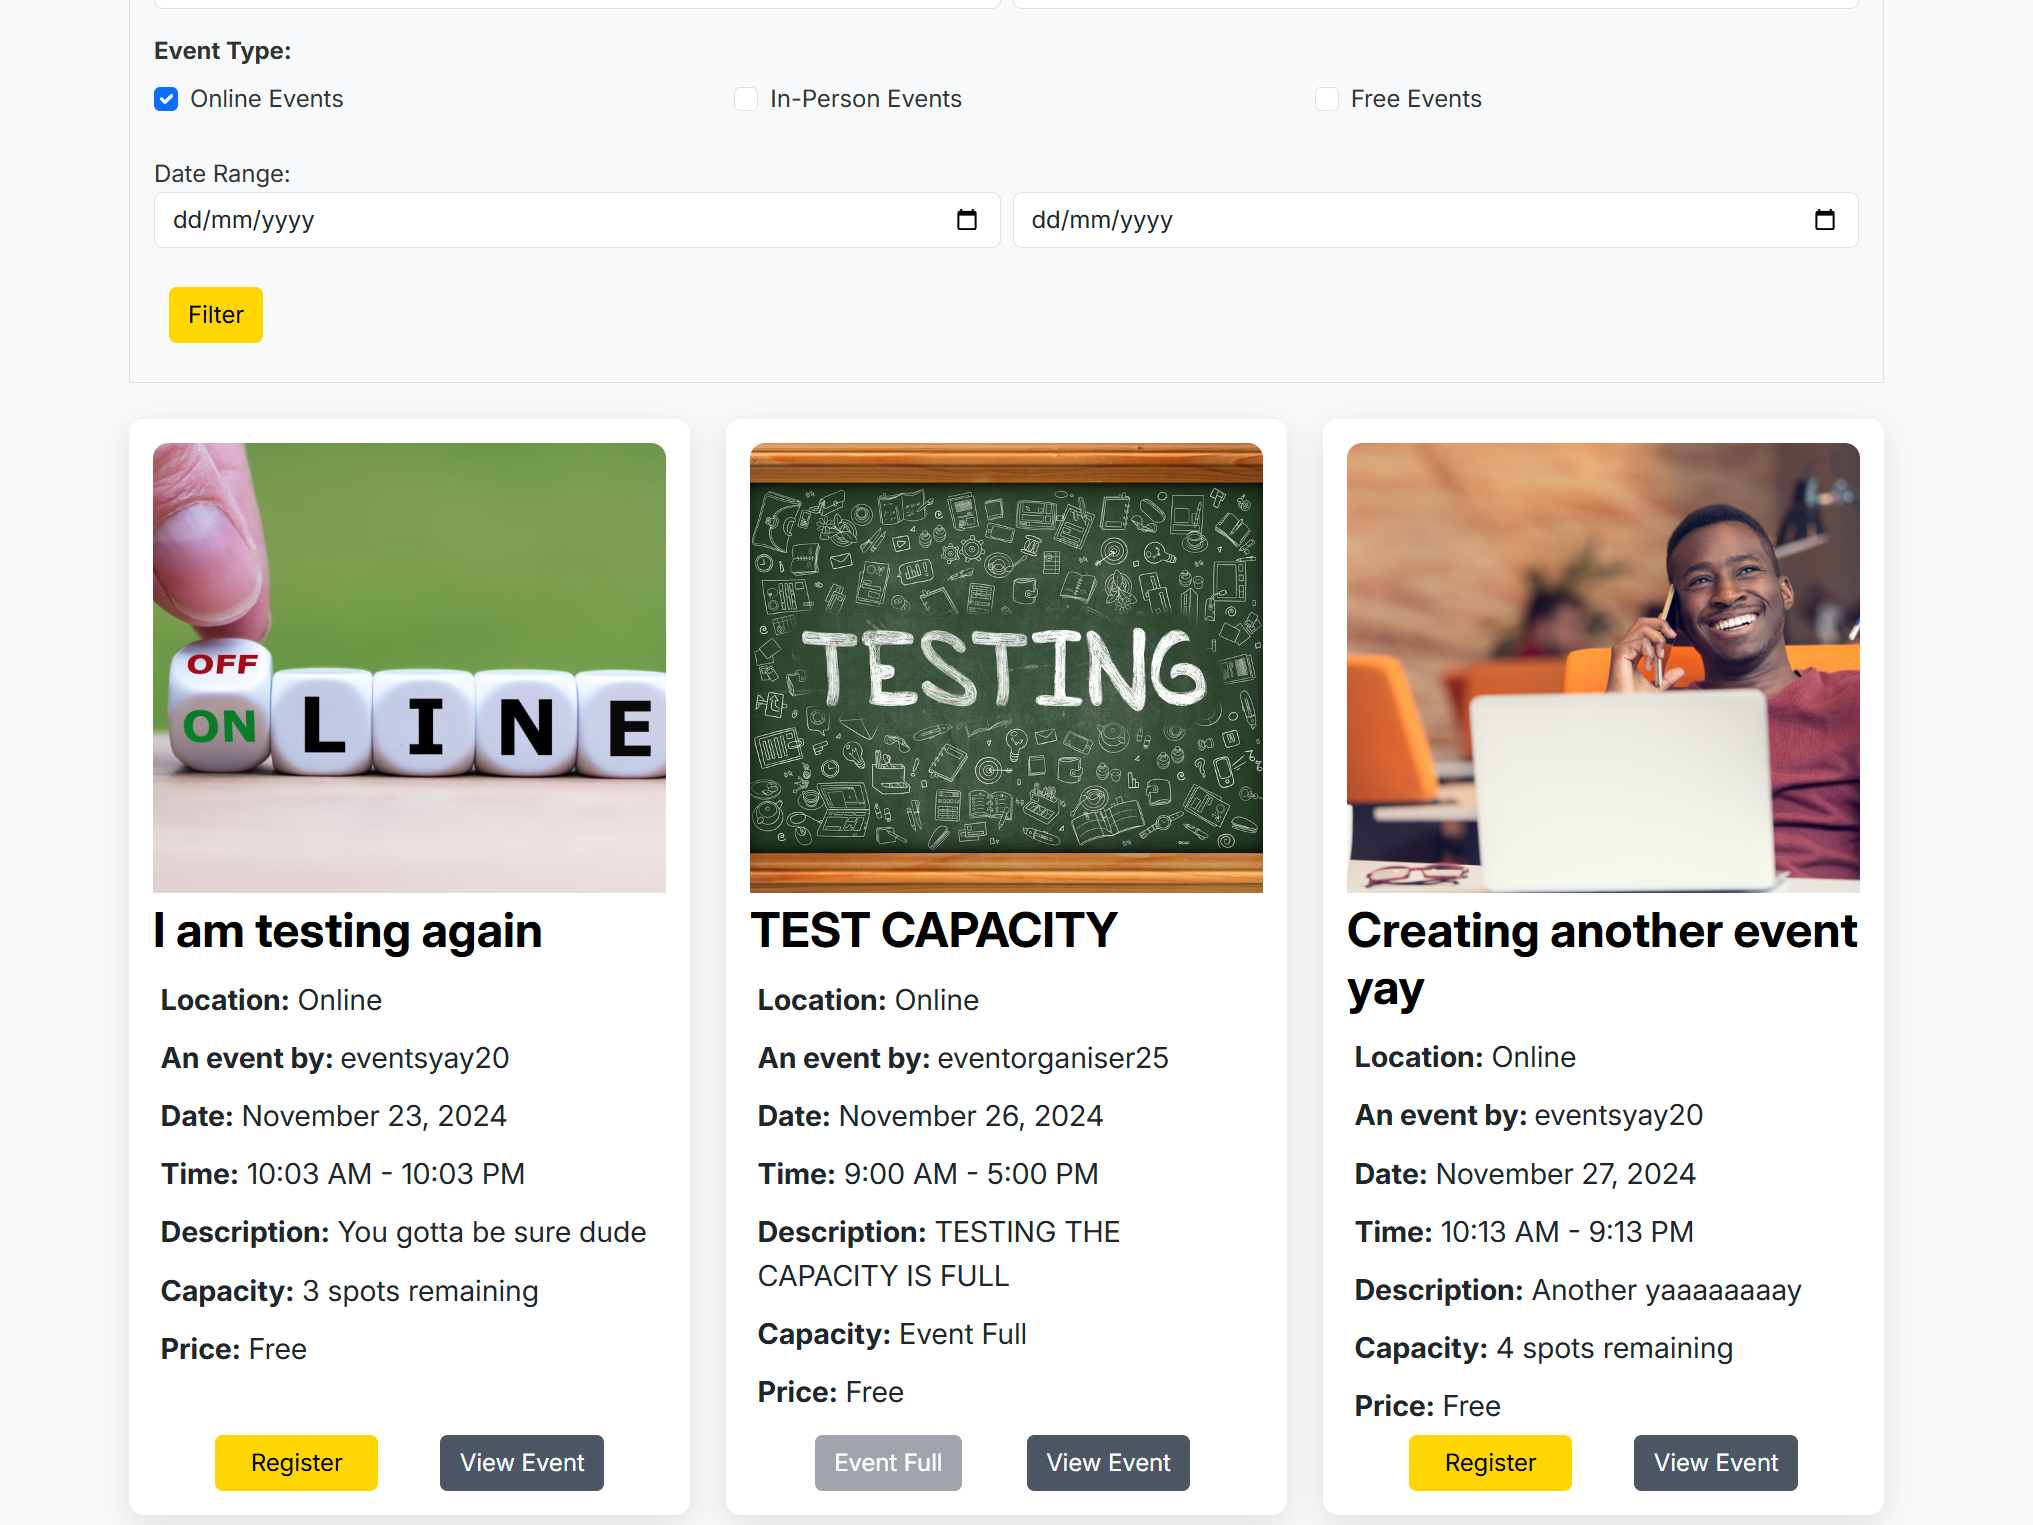 Event Type:
Online Events
In-Person Events
Free Events
Date Range:
dd/mm/yyyy
dd/mm/yyyy
Filter
OFF
ON L I N E
TESTING
I am testing again
Location: Online
An event by: eventsyay20
Date: November 23, 2024
Time: 10:03 AM - 10:03 PM
Description: You gotta be sure dude
Capacity: 3 spots remaining
Price: Free
Register
View Event
TEST CAPACITY
Location: Online
An event by: eventorganiser25
Date: November 26, 2024
Time: 9:00 AM - 5:00 PM
Description: TESTING THE
CAPACITY IS FULL
Capacity: Event Full
Price: Free
Event Full
View Event
Creating another event
yay
Location: Online
An event by: eventsyay20
Date: November 27, 2024
Time: 10:13 AM - 9:13 PM
Description: Another yaaaaaaaay
Capacity: 4 spots remaining
Price: Free
Register
View Event